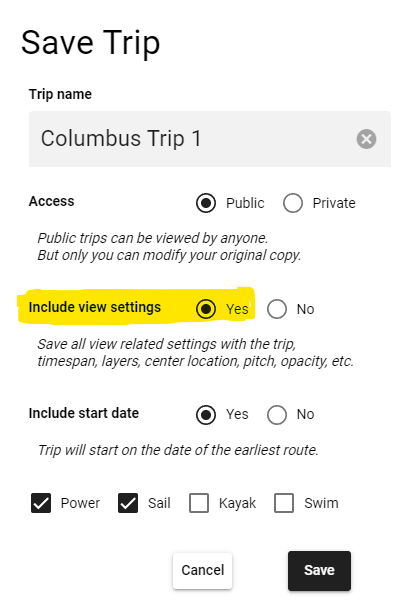 Save Trip
Trip name
Columbus Trip 1
Access Public Private
Public trips can be viewed by anyone.
But only you can modify your original copy.
Include view settings Yes No
Save all view related settings with the trip,
timespan, layers, center location, pitch, opacity, etc.
Include start date Yes No
Trip will start on the date of the earliest route.
Power Sail Kayak Swim
Cancel Save